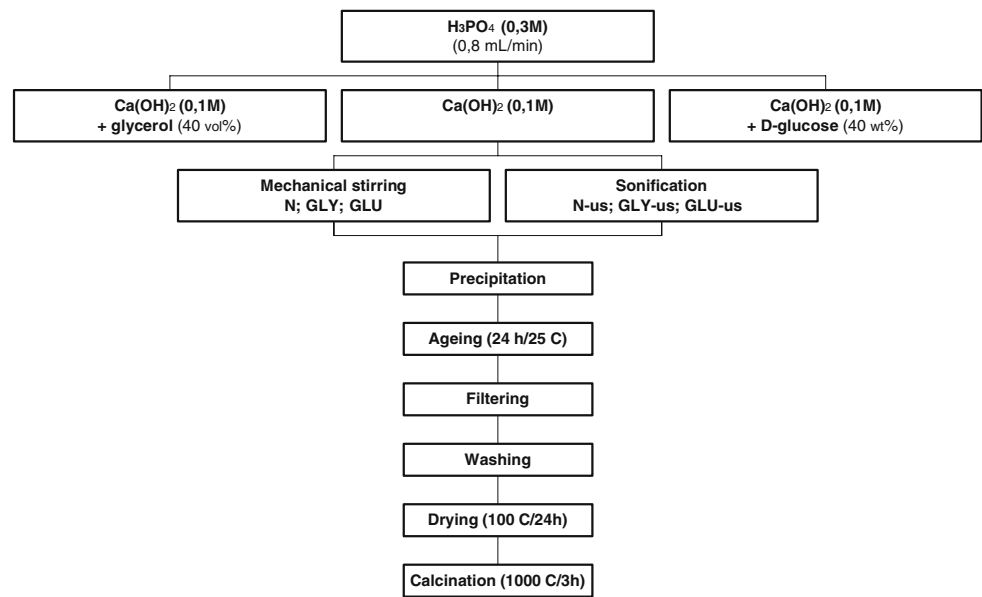 H₃PO₄ (0,3M)
(0,8 mL/min)
Ca(OH)₂ (0,1M)
+ glycerol (40 vol%)
Ca(OH)₂ (0,1M)
Ca(OH)₂ (0,1M)
+ D-glucose (40 wt%)
Mechanical stirring
N; GLY; GLU
Sonification
N-us; GLY-us; GLU-us
Precipitation
Ageing (24 h/25 C)
Filtering
Washing
Drying (100 C/24h)
Calcination (1000 C/3h)